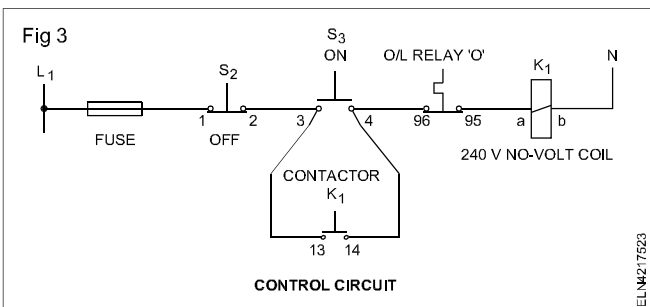 Fig 3
L1
FUSE
S2
1 2
OFF
S3
ON
3 4
O/L RELAY 'O'
96 95
K1
a b
N
240 V NO-VOLT COIL
CONTACTOR
K1
13 14
CONTROL CIRCUIT
ELN4217523